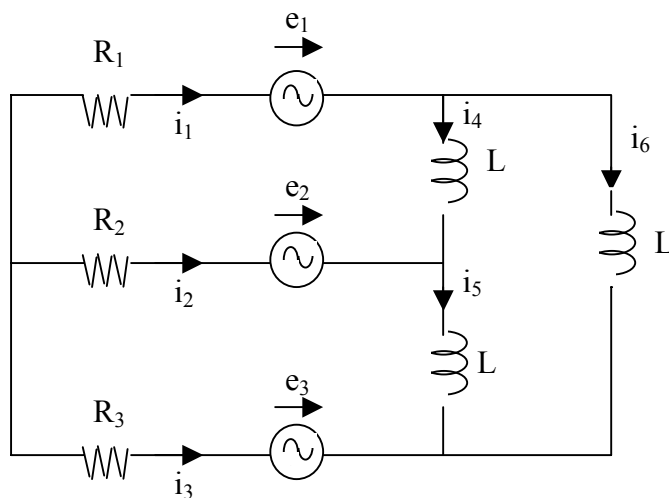 e₁
R₁
i₁
i₄
L
i₆
L
e₂
R₂
i₂
i₅
L
e₃
R₃
i₃